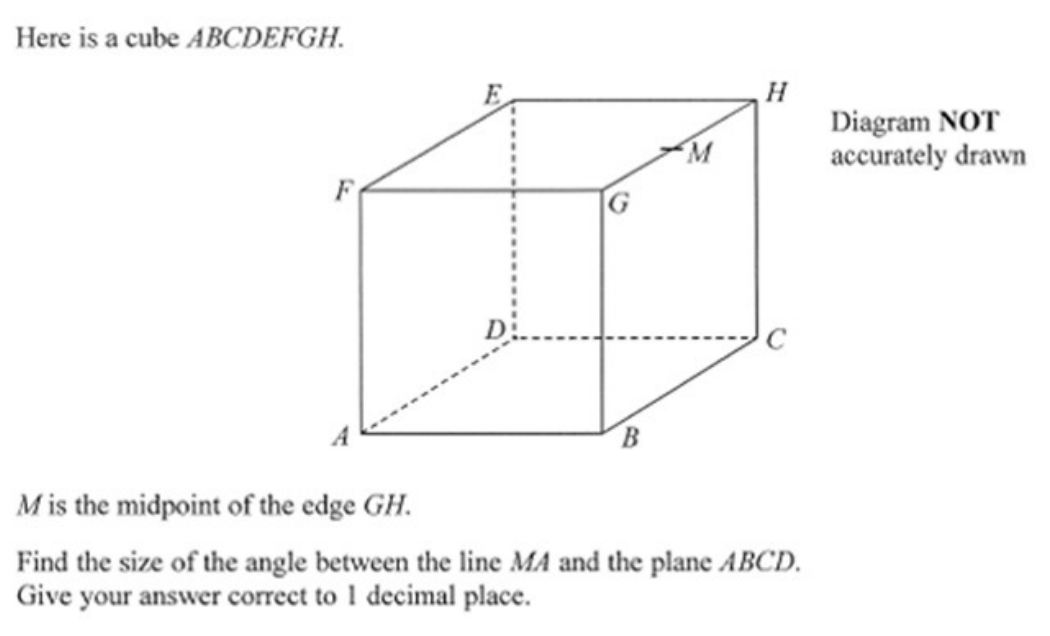 Here is a cube ABCDEFGH.
E
H
Diagram NOT
accurately drawn
M
F
G
D
C
A
B
M is the midpoint of the edge GH.
Find the size of the angle between the line MA and the plane ABCD.
Give your answer correct to 1 decimal place.